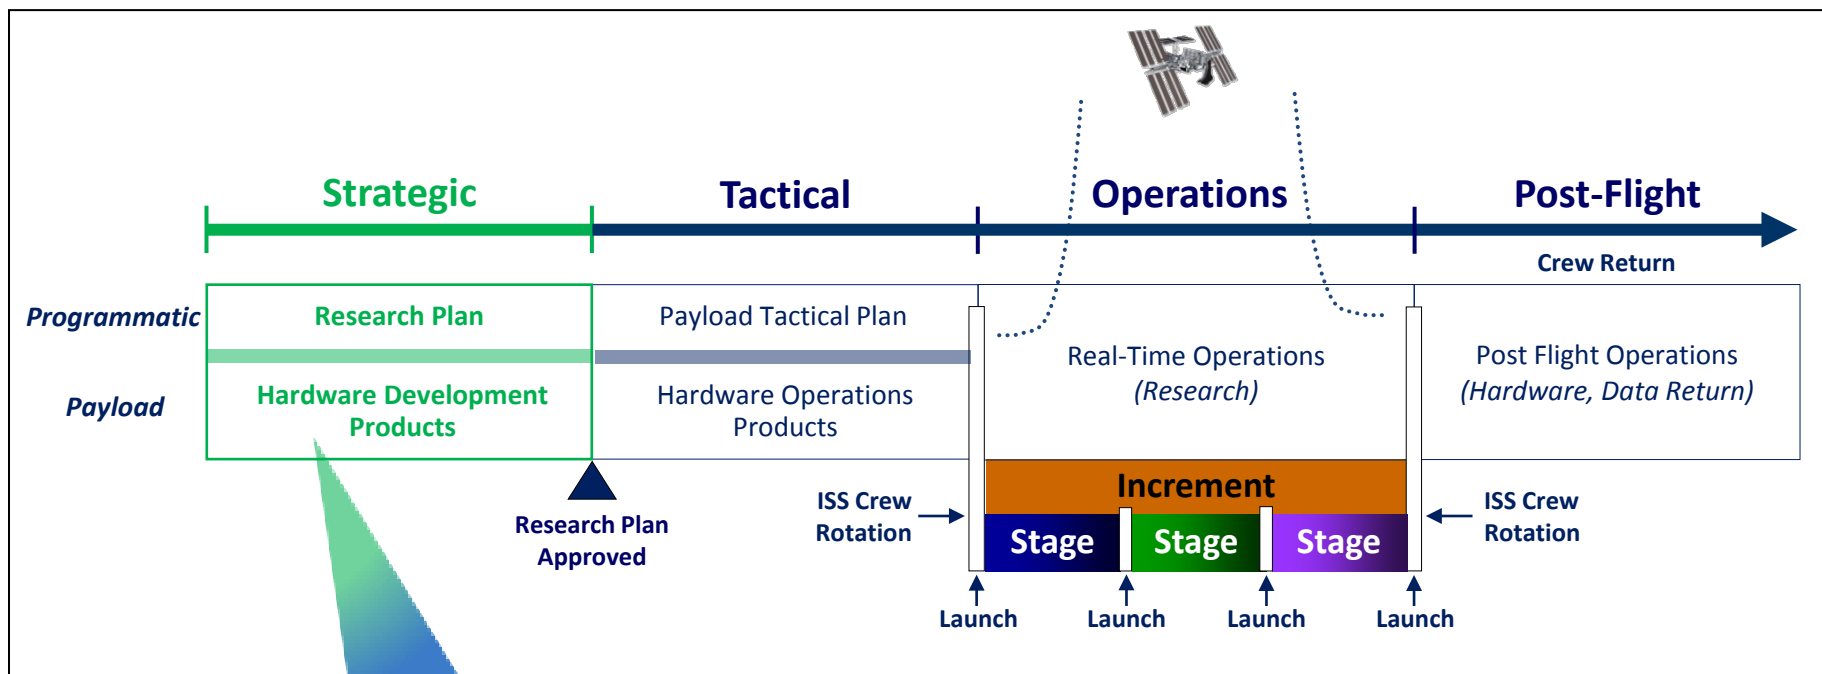 Strategic
Tactical
Operations
Post-Flight
Crew Return
Programmatic
Research Plan
Payload Tactical Plan
Real-Time Operations
(Research)
Post Flight Operations
(Hardware, Data Return)
Payload
Hardware Development
Products
Hardware Operations
Products
Research Plan
Approved
ISS Crew
Rotation
Increment
Stage
Stage
Stage
ISS Crew
Rotation
Launch
Launch
Launch
Launch